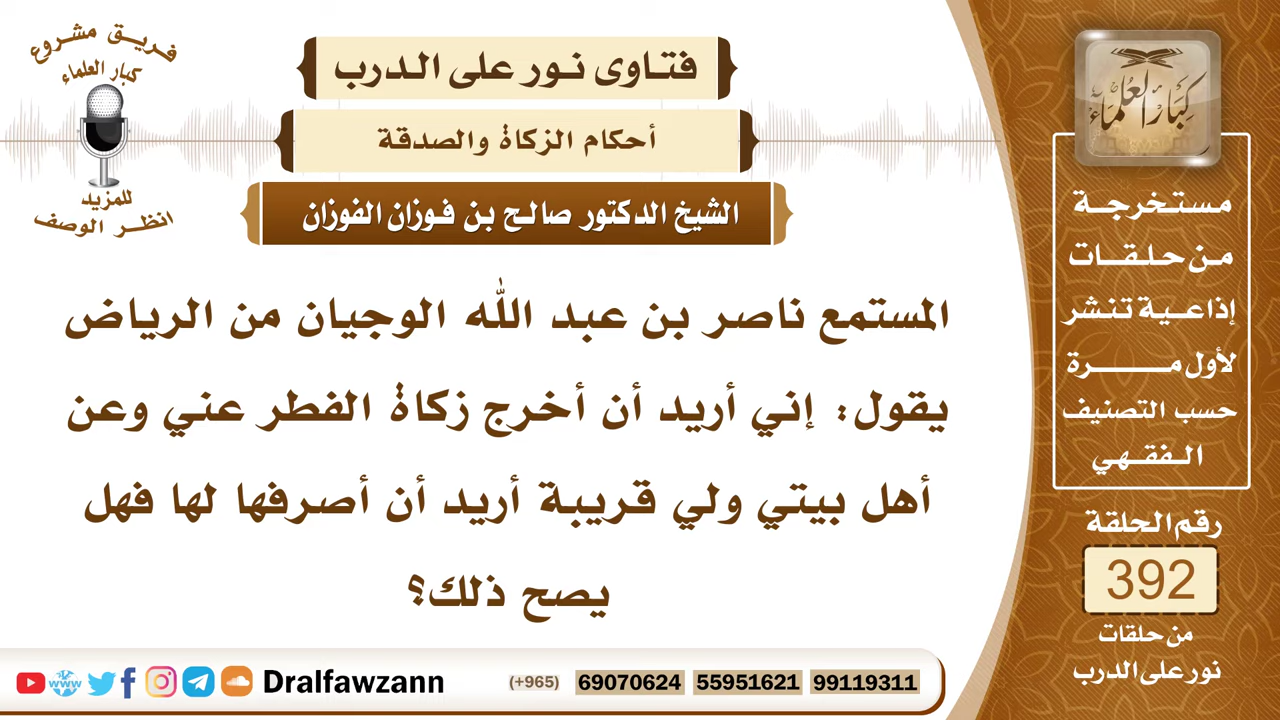 فريق مشروع
كبار العلماء
للمزيد
انظر الوصف
فتاوى نور على الدرب
أحكام الزكاة والصدقة
الشيخ الدكتور صالح بن فوزان الفوزان
المستمع ناصر بن عبد الله الوجيان من الرياض
يقول: إني أريد أن أخرج زكاة الفطر عني وعن
أهل بيتي ولي قريبة أريد أن أصرفها لها فهل
يصح ذلك؟
كبار العلماء
مستخرجة
من حلقات
إذاعية تنشر
لأول مرة
حسب التصنيف
الفقهي
رقم الحلقة
392
من حلقات
نور على الدرب
www Dralfawzann (+965) 69070624 55951621 99119311